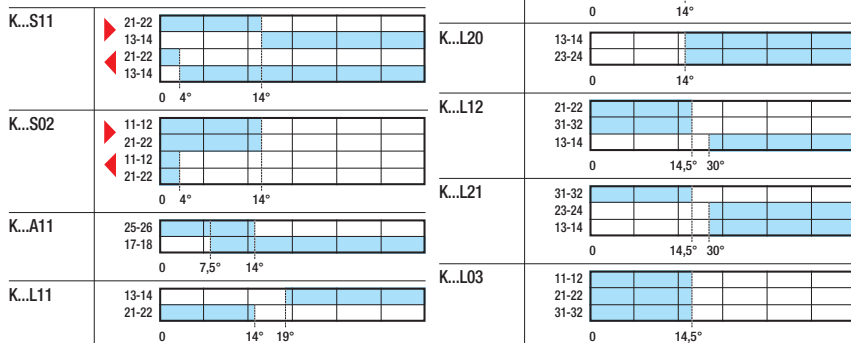 K...S11
21-22
13-14
21-22
13-14
0 4° 14°
K...S02
11-12
21-22
11-12
21-22
0 4° 14°
K...A11
25-26
17-18
0 7,5° 14°
K...L11
13-14
21-22
0 14° 19°
0 14°
K...L20
13-14
23-24
0 14°
K...L12
21-22
31-32
13-14
0 14,5° 30°
K...L21
31-32
23-24
13-14
0 14,5° 30°
K...L03
11-12
21-22
31-32
0 14,5°